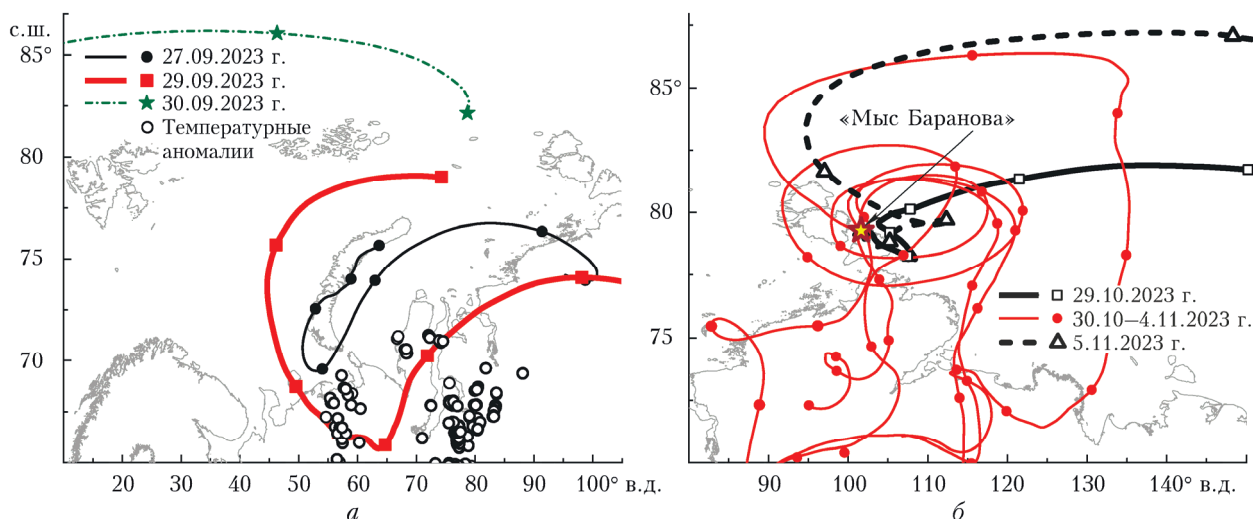 с.ш.
85°
80
75
70
27.09.2023 г.
29.09.2023 г.
30.09.2023 г.
Температурные
аномалии
20 30 40 50 60 70 80 90 100° в.д.
а
85°
80
75
«Мыс Баранова»
29.10.2023 г.
30.10–4.11.2023 г.
5.11.2023 г.
90 100 110 120 130 140° в.д.
б